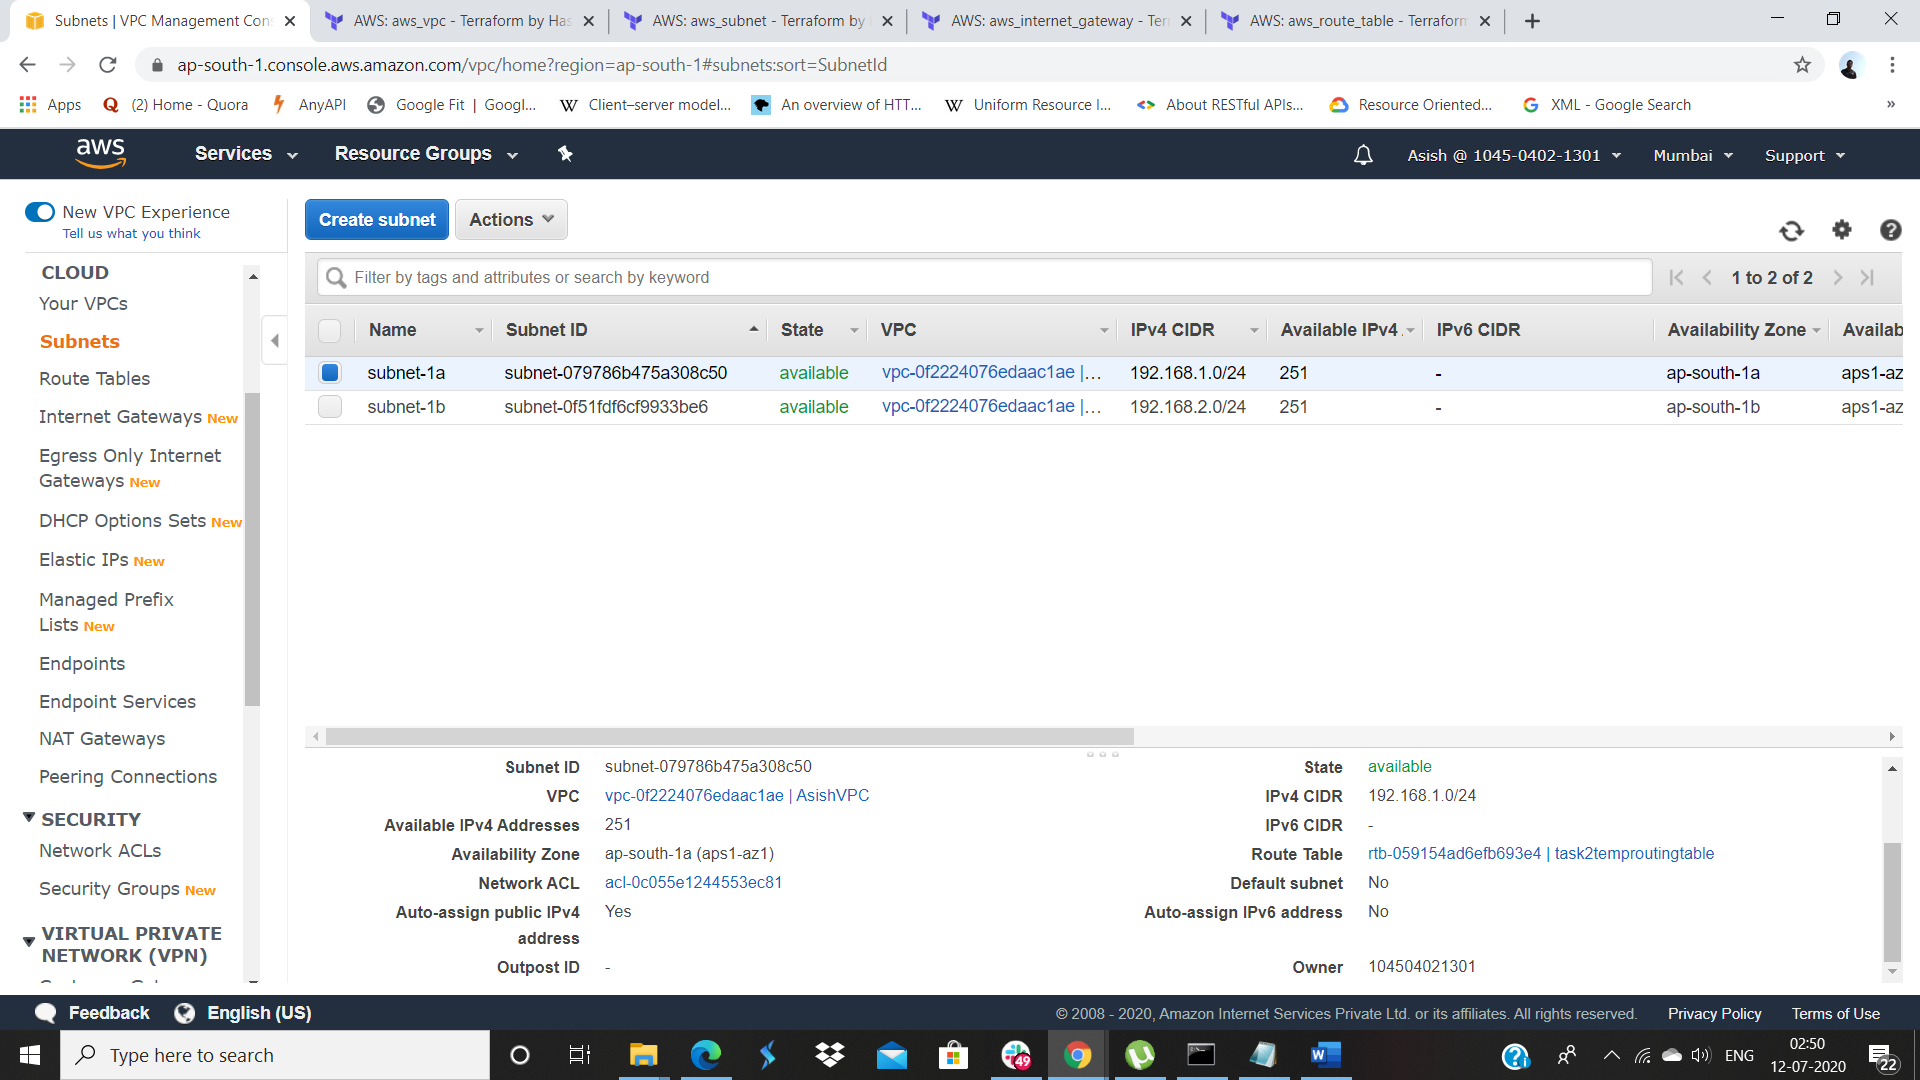 Subnets | VPC Management Con
AWS: aws_vpc - Terraform by Has
AWS: aws_subnet - Terraform by
AWS: aws_internet_gateway - Ter
AWS: aws_route_table - Terraform
ap-south-1.console.aws.amazon.com/vpc/home?region=ap-south-1#subnets:sort=SubnetId
Apps
(2) Home - Quora
AnyAPI
Google Fit | Googl...
Client–server model...
An overview of HTT...
Uniform Resource I...
About RESTful APIs...
Resource Oriented...
XML - Google Search
»
aws
Services
Resource Groups
Asish @ 1045-0402-1301
Mumbai
Support
New VPC Experience
Tell us what you think
CLOUD
Your VPCs
Subnets
Route Tables
Internet Gateways New
Egress Only Internet
Gateways New
DHCP Options Sets New
Elastic IPs New
Managed Prefix
Lists New
Endpoints
Endpoint Services
NAT Gateways
Peering Connections
SECURITY
Network ACLs
Security Groups New
VIRTUAL PRIVATE
NETWORK (VPN)
Create subnet
Actions
Filter by tags and attributes or search by keyword
1 to 2 of 2
Name Subnet ID State VPC IPv4 CIDR Available IPv4 IPv6 CIDR Availability Zone Availab
subnet-1a subnet-079786b475a308c50 available vpc-0f2224076edaac1ae |... 192.168.1.0/24 251 - ap-south-1a aps1-az
subnet-1b subnet-0f51fdf6cf9933be6 available vpc-0f2224076edaac1ae |... 192.168.2.0/24 251 - ap-south-1b aps1-az
Subnet ID subnet-079786b475a308c50 State available
VPC vpc-0f2224076edaac1ae | AsishVPC IPv4 CIDR 192.168.1.0/24
Available IPv4 Addresses 251 IPv6 CIDR -
Availability Zone ap-south-1a (aps1-az1) Route Table rtb-059154ad6efb693e4 | task2temproutingtable
Network ACL acl-0c055e1244553ec81 Default subnet No
Auto-assign public IPv4 Yes Auto-assign IPv6 address No
address
Outpost ID - Owner 104504021301
Feedback
English (US)
© 2008 - 2020, Amazon Internet Services Private Ltd. or its affiliates. All rights reserved.
Privacy Policy
Terms of Use
Type here to search
49
ENG
02:50
12-07-2020
22